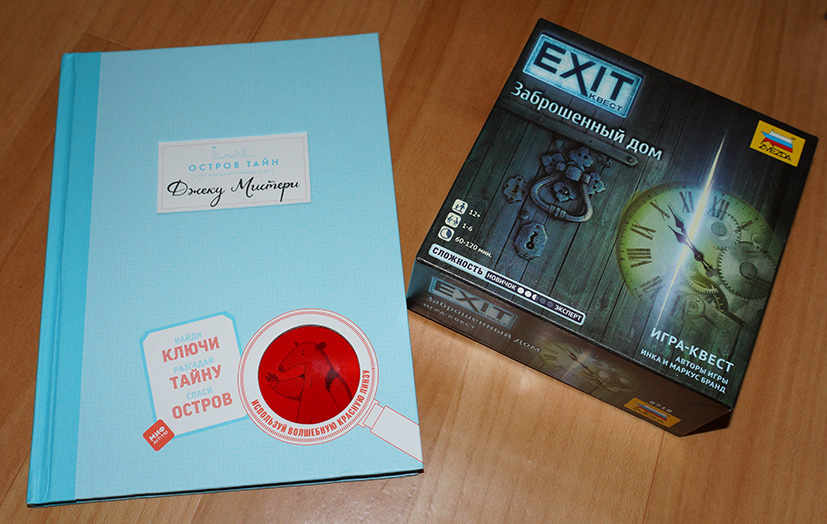 ОСТРОВ ТАЙН
Джеку Мистери
НАЙДИ
КЛЮЧИ
РАЗГАДАЙ
ТАЙНУ
СПАСИ
ОСТРОВ
МИФ
ИСПОЛЬЗУЙ ВОЛШЕБНУЮ КРАСНУЮ ЛИНЗУ
EXIT
КВЕСТ
Заброшенный дом
ZVEZDA
12+
1-6
60-120 мин.
СЛОЖНОСТЬ НОВИЧОК ЭКСПЕРТ
ИГРА-КВЕСТ
АВТОРЫ ИГРЫ
ИНКА И МАРКУС БРАНД
EXIT
Заброшенный дом
ИГРА-КВЕСТ
8718
ZVEZDA